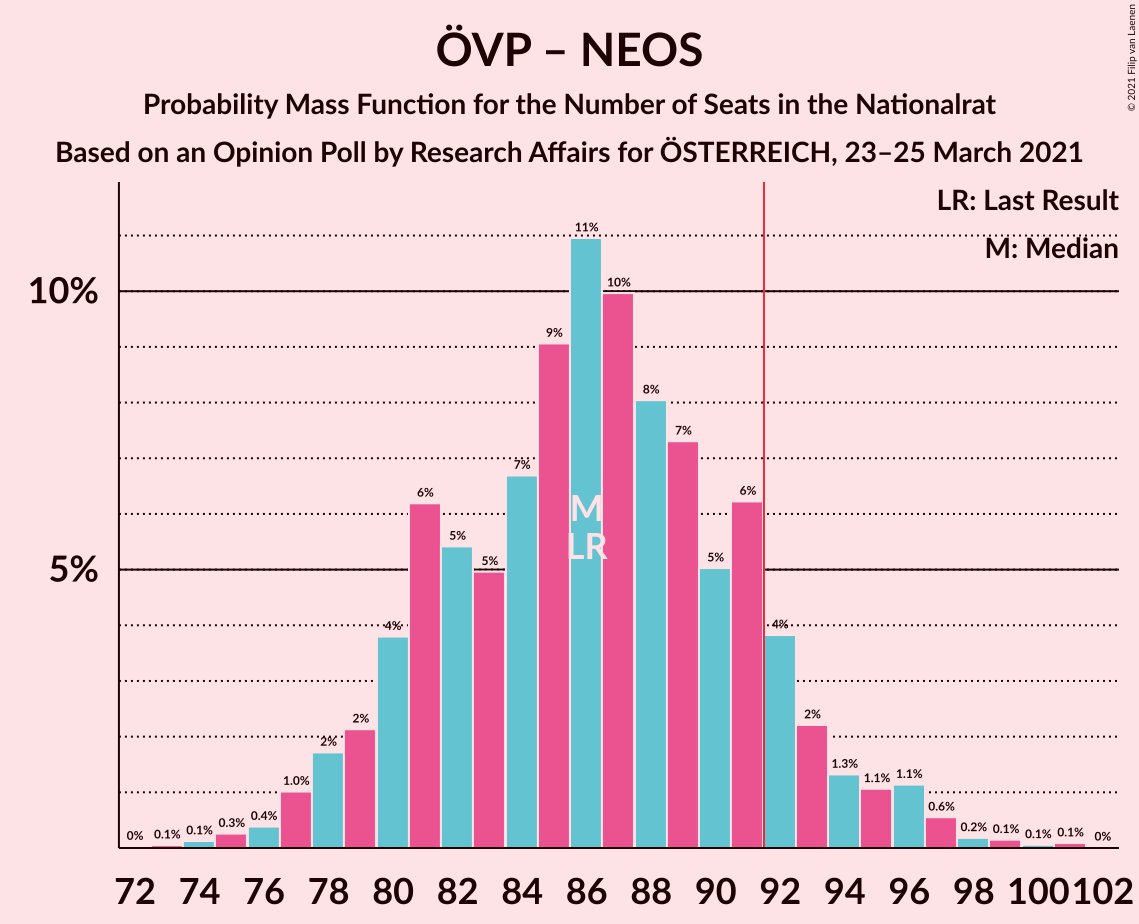 ÖVP – NEOS
Probability Mass Function for the Number of Seats in the Nationalrat
Based on an Opinion Poll by Research Affairs for ÖSTERREICH, 23–25 March 2021
© 2021 Filip van Laenen
LR: Last Result
M: Median
10%
5%
0% 0.1% 0.1% 0.3% 0.4% 1.0% 2% 2% 4% 6% 5% 5% 7% 9% 11% 10% 8% 7% 5% 6% 4% 2% 1.3% 1.1% 1.1% 0.6% 0.2% 0.1% 0.1% 0.1% 0%
M
LR
72 74 76 78 80 82 84 86 88 90 92 94 96 98 100 102